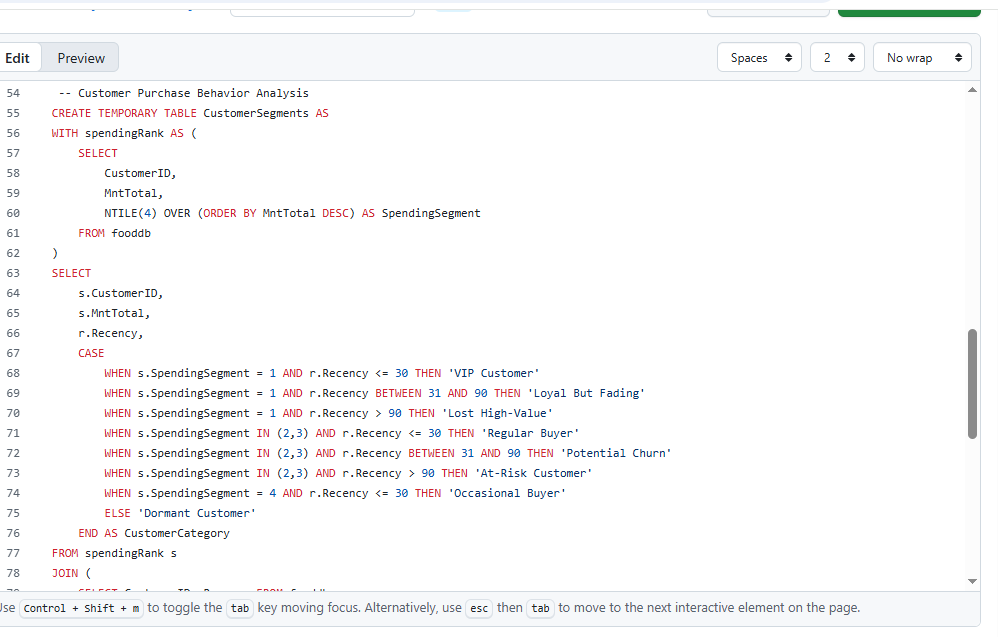 Edit Preview Spaces 2 No wrap
54 -- Customer Purchase Behavior Analysis
55 CREATE TEMPORARY TABLE CustomerSegments AS
56 WITH spendingRank AS (
57 SELECT
58 CustomerID,
59 MntTotal,
60 NTILE(4) OVER (ORDER BY MntTotal DESC) AS SpendingSegment
61 FROM fooddb
62 )
63 SELECT
64 s.CustomerID,
65 s.MntTotal,
66 r.Recency,
67 CASE
68 WHEN s.SpendingSegment = 1 AND r.Recency <= 30 THEN 'VIP Customer'
69 WHEN s.SpendingSegment = 1 AND r.Recency BETWEEN 31 AND 90 THEN 'Loyal But Fading'
70 WHEN s.SpendingSegment = 1 AND r.Recency > 90 THEN 'Lost High-Value'
71 WHEN s.SpendingSegment IN (2,3) AND r.Recency <= 30 THEN 'Regular Buyer'
72 WHEN s.SpendingSegment IN (2,3) AND r.Recency BETWEEN 31 AND 90 THEN 'Potential Churn'
73 WHEN s.SpendingSegment IN (2,3) AND r.Recency > 90 THEN 'At-Risk Customer'
74 WHEN s.SpendingSegment = 4 AND r.Recency <= 30 THEN 'Occasional Buyer'
75 ELSE 'Dormant Customer'
76 END AS CustomerCategory
77 FROM spendingRank s
78 JOIN (
Use Control + Shift + m to toggle the tab key moving focus. Alternatively, use esc then tab to move to the next interactive element on the page.